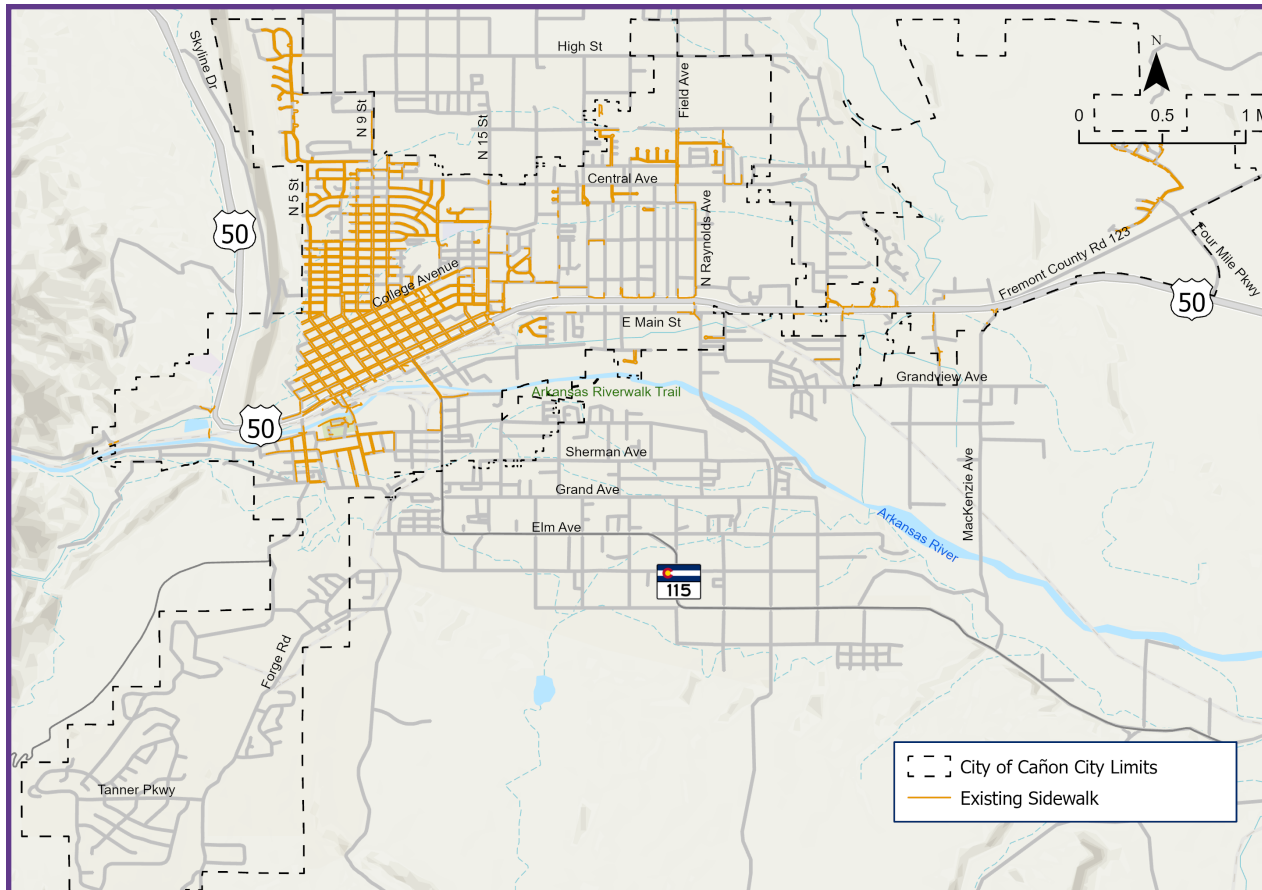 High St
Skyline Dr
Field Ave
N
0 0.5 1 M
N 9 St
N 15 St
Central Ave
N 5 St
N Raynolds Ave
50
College Avenue
Fremont County Rd 123
Four Mile Pkwy
50
E Main St
Grandview Ave
Arkansas Riverwalk Trail
50
Sherman Ave
Grand Ave
MacKenzie Ave
Elm Ave
Arkansas River
115
Forge Rd
Tanner Pkwy
City of Cañon City Limits
Existing Sidewalk